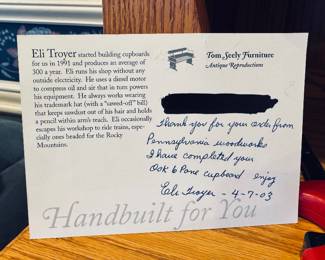 Eli Troyer started building cupboards
for us in 1991 and produces an average of
300 a year. Eli runs his shop without any
outside electricity. He uses a diesel motor
to compress oil and air that in turn powers
his equipment. He always works wearing
his trademark hat (with a "sawed-off" bill)
that keeps sawdust out of his hair and holds
a pencil within arm's reach. Eli occasionally
escapes his workshop to ride trains, espe-
cially ones headed for the Rocky
Mountains.
Tom Seely Furniture
Antique Reproductions
Thank you for your order from
Pennsylvania woodworks
I have completed your
Oak 6 Pane cupboard enjoy
Eli Troyer - 4-7-03
Handbuilt for You